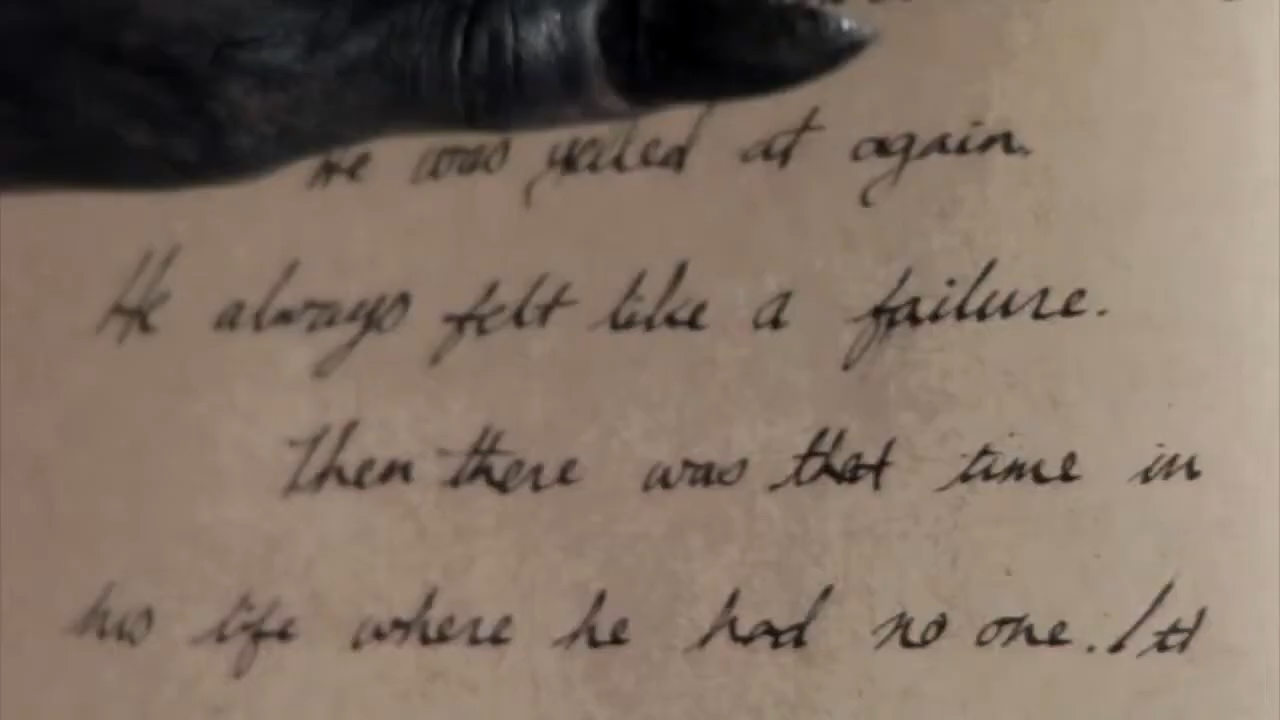 He was yelled at again.
He always felt like a failure.
Then there was that time in
his life where he had no one.